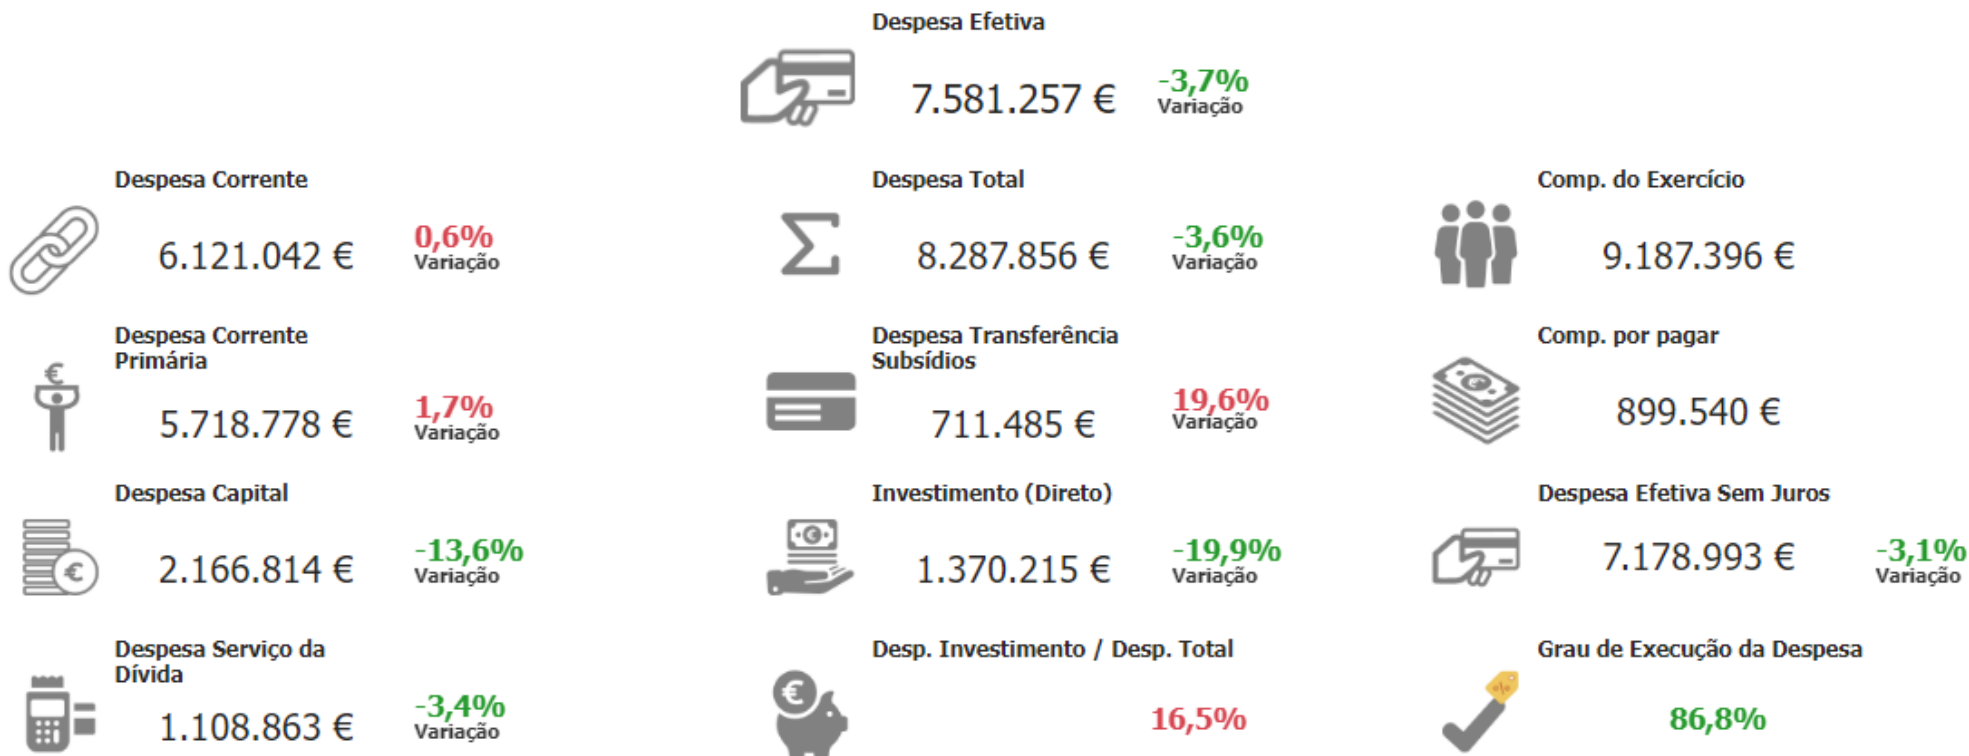 Despesa Efetiva
7.581.257 € -3,7%
Variação
Despesa Corrente
6.121.042 € 0,6%
Variação
Despesa Total
8.287.856 € -3,6%
Variação
Comp. do Exercício
9.187.396 €
Despesa Corrente
Primária
5.718.778 € 1,7%
Variação
Despesa Transferência
Subsídios
711.485 € 19,6%
Variação
Comp. por pagar
899.540 €
Despesa Capital
2.166.814 € -13,6%
Variação
Investimento (Direto)
1.370.215 € -19,9%
Variação
Despesa Efetiva Sem Juros
7.178.993 € -3,1%
Variação
Despesa Serviço da
Dívida
1.108.863 € -3,4%
Variação
Desp. Investimento / Desp. Total
16,5%
Grau de Execução da Despesa
86,8%